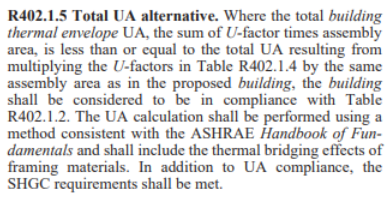 R402.1.5 Total UA alternative. Where the total building
thermal envelope UA, the sum of U-factor times assembly
area, is less than or equal to the total UA resulting from
multiplying the U-factors in Table R402.1.4 by the same
assembly area as in the proposed building, the building
shall be considered to be in compliance with Table
R402.1.2. The UA calculation shall be performed using a
method consistent with the ASHRAE Handbook of Fun-
damentals and shall include the thermal bridging effects of
framing materials. In addition to UA compliance, the
SHGC requirements shall be met.